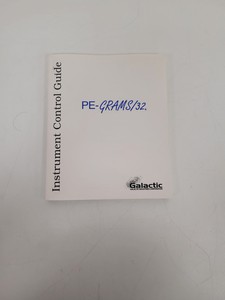 Instrument Control Guide
PE-GRAMS/32.
Galactic